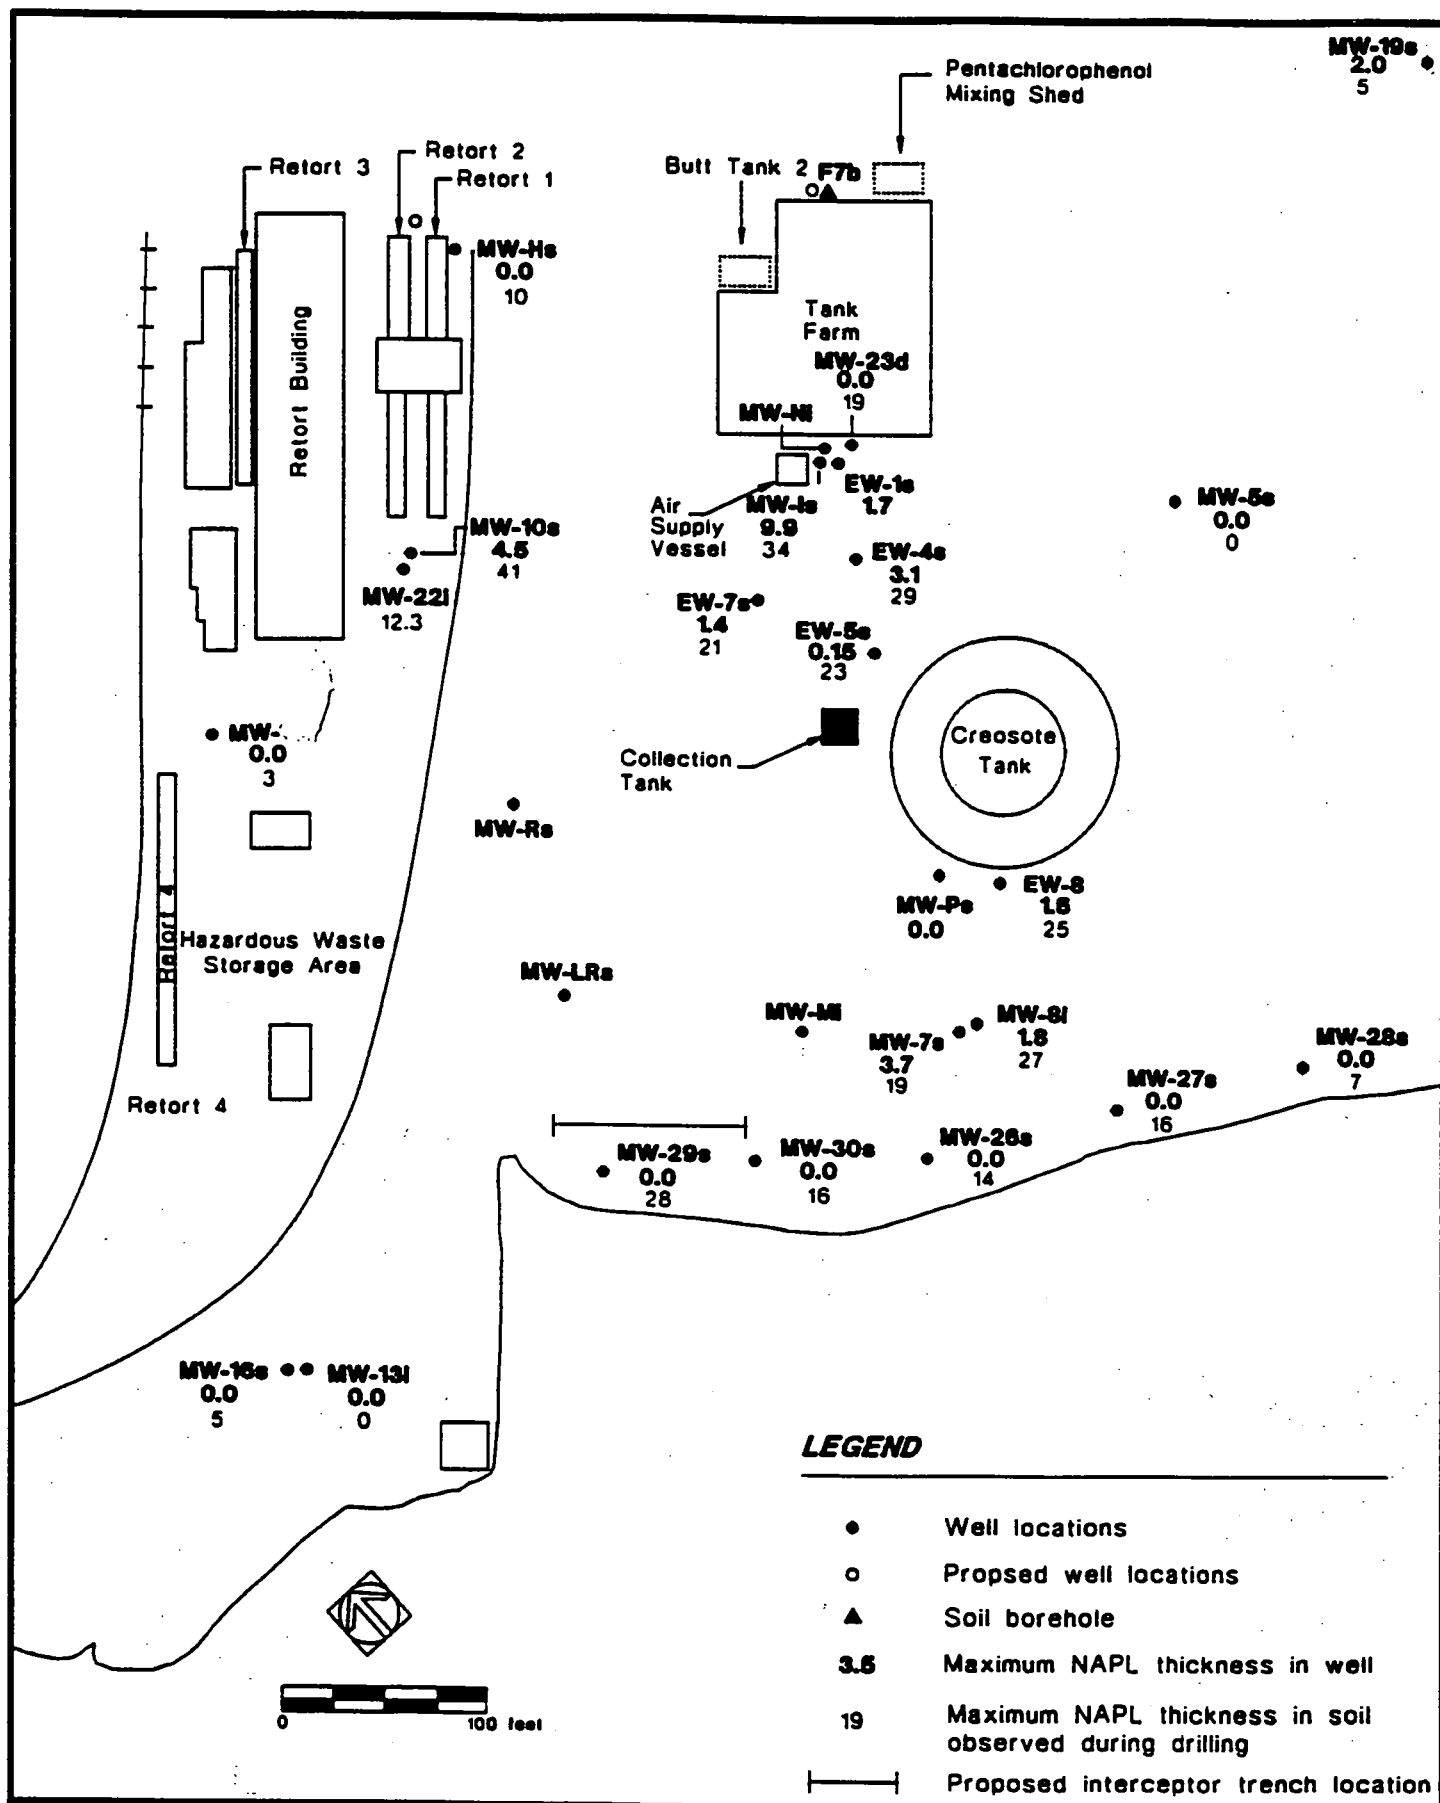 MW-19s
2.0
5
Pentachlorophenol
Mixing Shed
Retort 2
Retort 3
Retort 1
Butt Tank 2
F7b
MW-Hs
0.0
10
Retort Building
Tank
Farm
MW-23d
0.0
19
MW-Ni
EW-1s
1.7
MW-Is
9.9
34
Air
Supply
Vessel
MW-5s
0.0
0
MW-10s
4.5
41
MW-22i
12.3
EW-4s
3.1
29
EW-7s
1.4
21
EW-5s
0.15
23
MW-
0.0
3
Collection
Tank
Creosote
Tank
MW-Rs
MW-Ps
0.0
EW-8
1.6
25
Retort 4
Hazardous Waste
Storage Area
MW-LRs
MW-Mi
MW-7s
3.7
19
MW-8i
1.8
27
MW-28s
0.0
7
MW-27s
0.0
16
Retort 4
MW-29s
0.0
28
MW-30s
0.0
16
MW-26s
0.0
14
MW-16s
0.0
5
MW-13i
0.0
0
LEGEND
Well locations
Propsed well locations
Soil borehole
3.5
Maximum NAPL thickness in well
19
Maximum NAPL thickness in soil
observed during drilling
Proposed interceptor trench location
0
100 feet